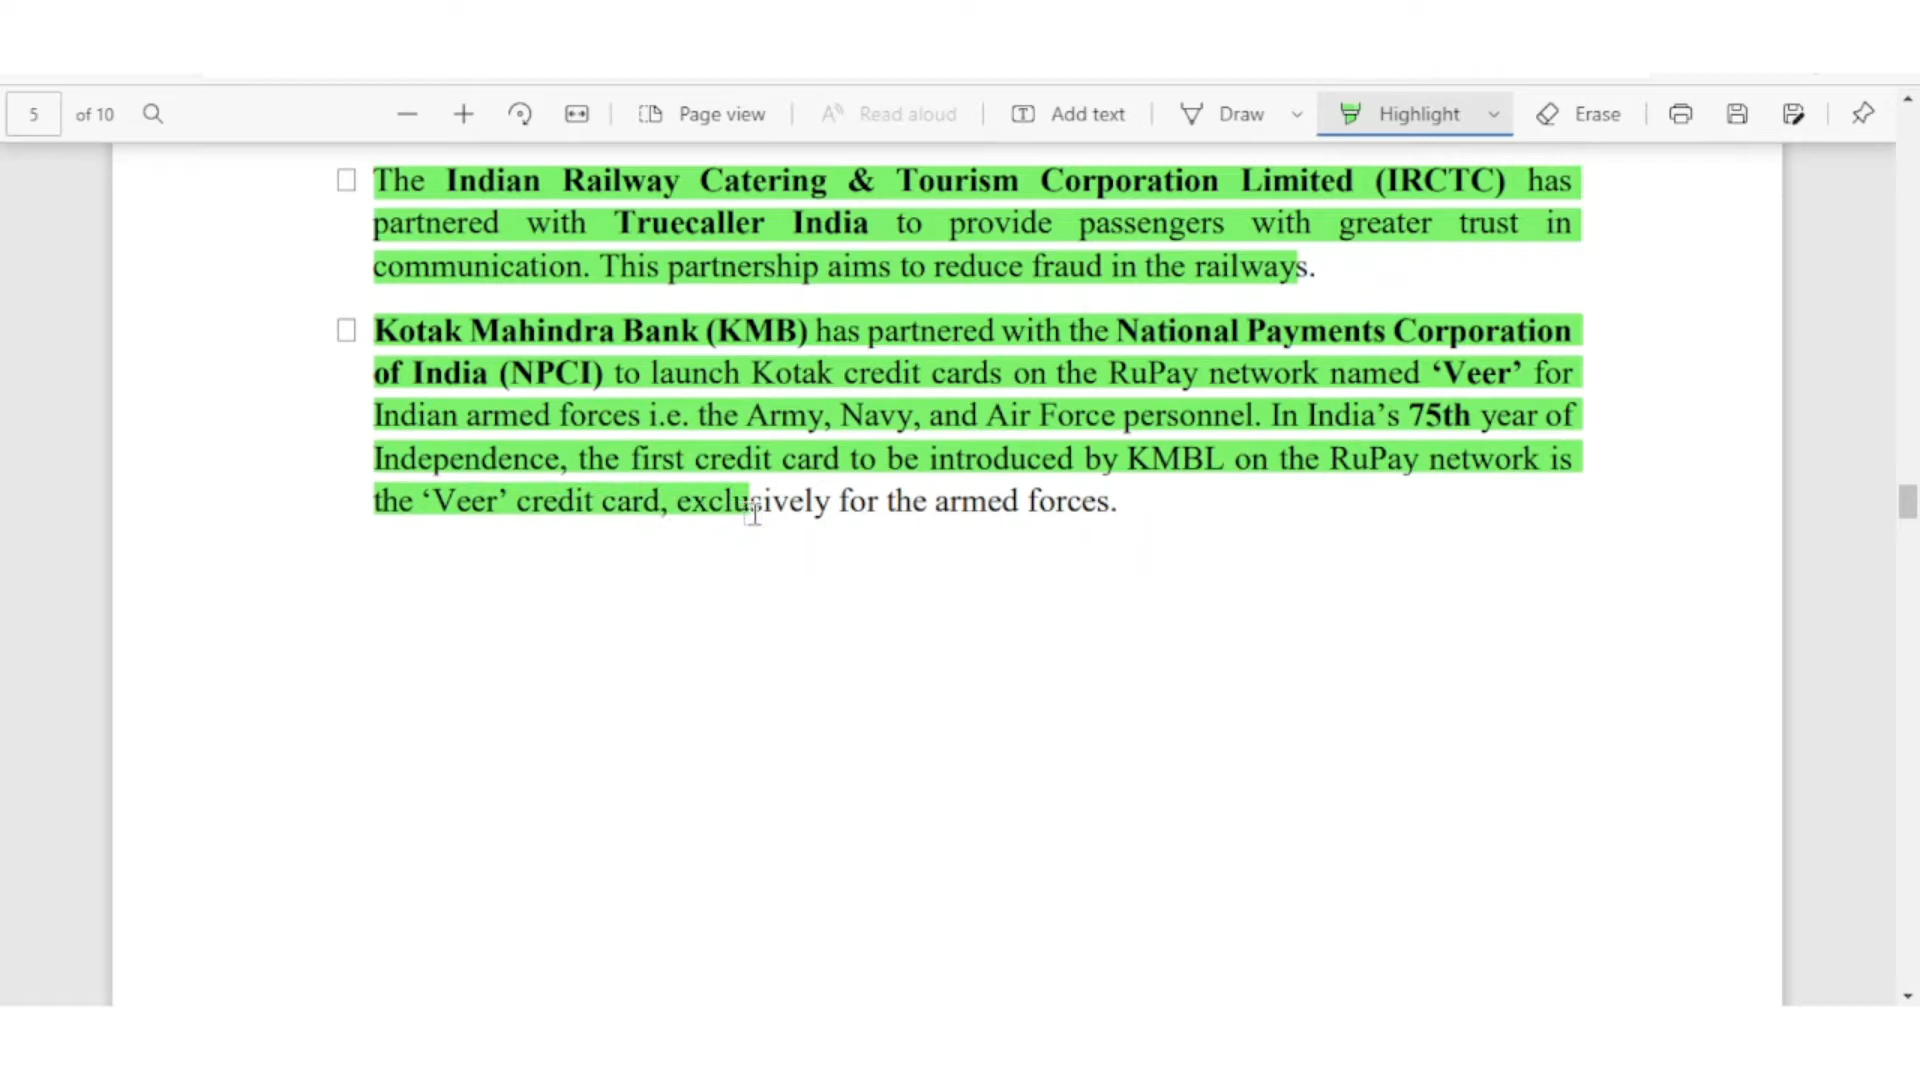 5 of 10 Page view Read aloud Add text Draw Highlight Erase
The Indian Railway Catering & Tourism Corporation Limited (IRCTC) has
partnered with Truecaller India to provide passengers with greater trust in
communication. This partnership aims to reduce fraud in the railways.
Kotak Mahindra Bank (KMB) has partnered with the National Payments Corporation
of India (NPCI) to launch Kotak credit cards on the RuPay network named ‘Veer’ for
Indian armed forces i.e. the Army, Navy, and Air Force personnel. In India’s 75th year of
Independence, the first credit card to be introduced by KMBL on the RuPay network is
the ‘Veer’ credit card, exclusively for the armed forces.